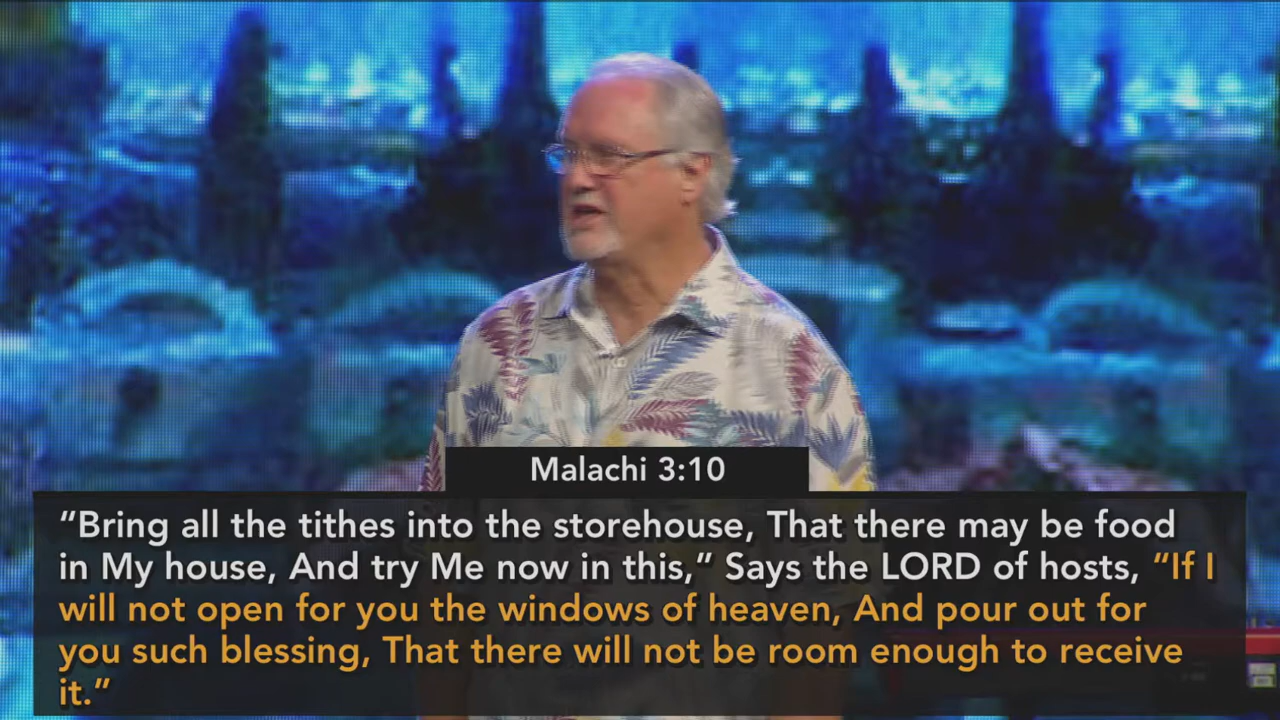 Malachi 3:10
“Bring all the tithes into the storehouse, That there may be food
in My house, And try Me now in this,” Says the LORD of hosts, “If I
will not open for you the windows of heaven, And pour out for
you such blessing, That there will not be room enough to receive
it.”